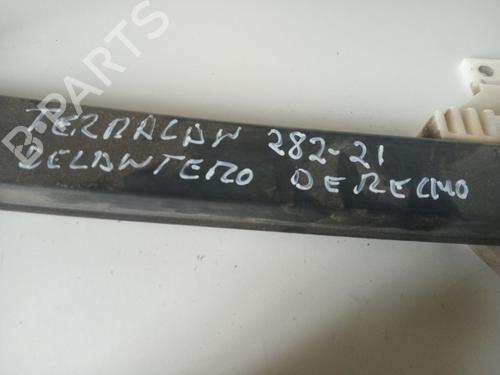 B-PARTS
TERRACAN 282-21
DELANTERO DERECHO